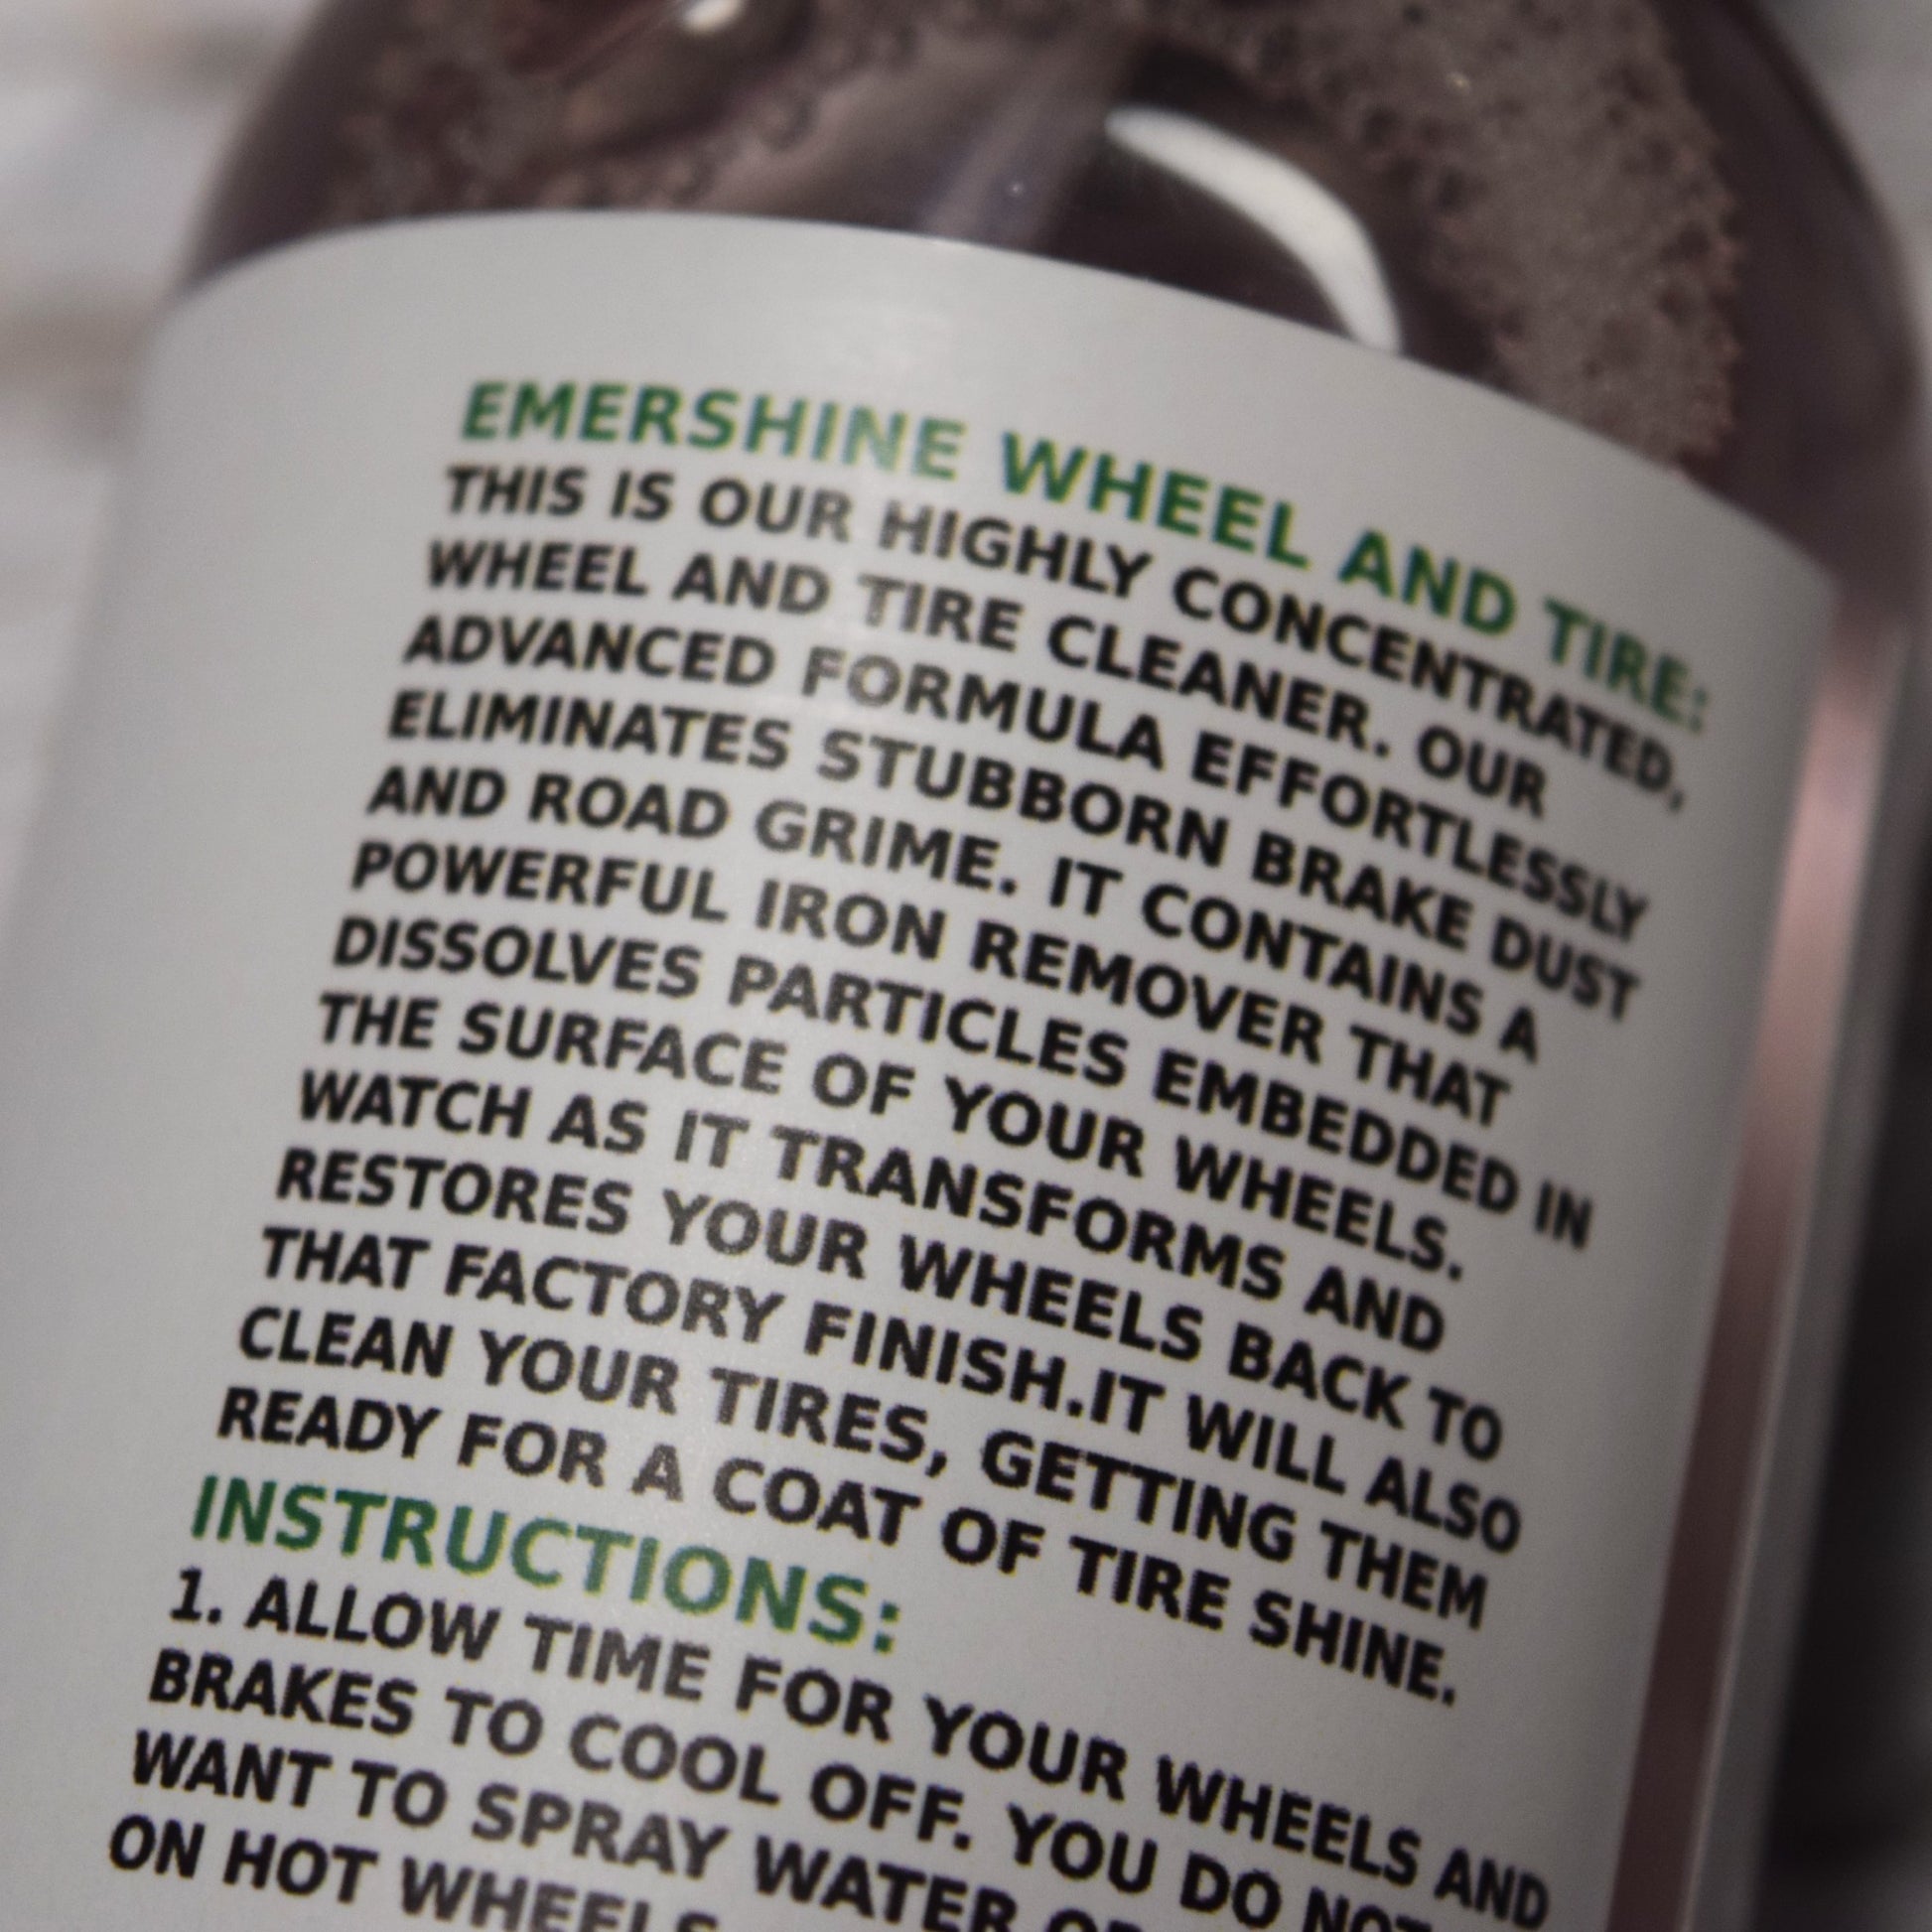 EMERSHINE WHEEL AND TIRE:
THIS IS OUR HIGHLY CONCENTRATED,
WHEEL AND TIRE CLEANER. OUR
ADVANCED FORMULA EFFORTLESSLY
ELIMINATES STUBBORN BRAKE DUST
AND ROAD GRIME. IT CONTAINS A
POWERFUL IRON REMOVER THAT
DISSOLVES PARTICLES EMBEDDED IN
THE SURFACE OF YOUR WHEELS.
WATCH AS IT TRANSFORMS AND
RESTORES YOUR WHEELS BACK TO
THAT FACTORY FINISH.IT WILL ALSO
CLEAN YOUR TIRES, GETTING THEM
READY FOR A COAT OF TIRE SHINE.
INSTRUCTIONS:
1. ALLOW TIME FOR YOUR WHEELS AND
BRAKES TO COOL OFF. YOU DO NOT
WANT TO SPRAY WATER
ON HOT WHEELS